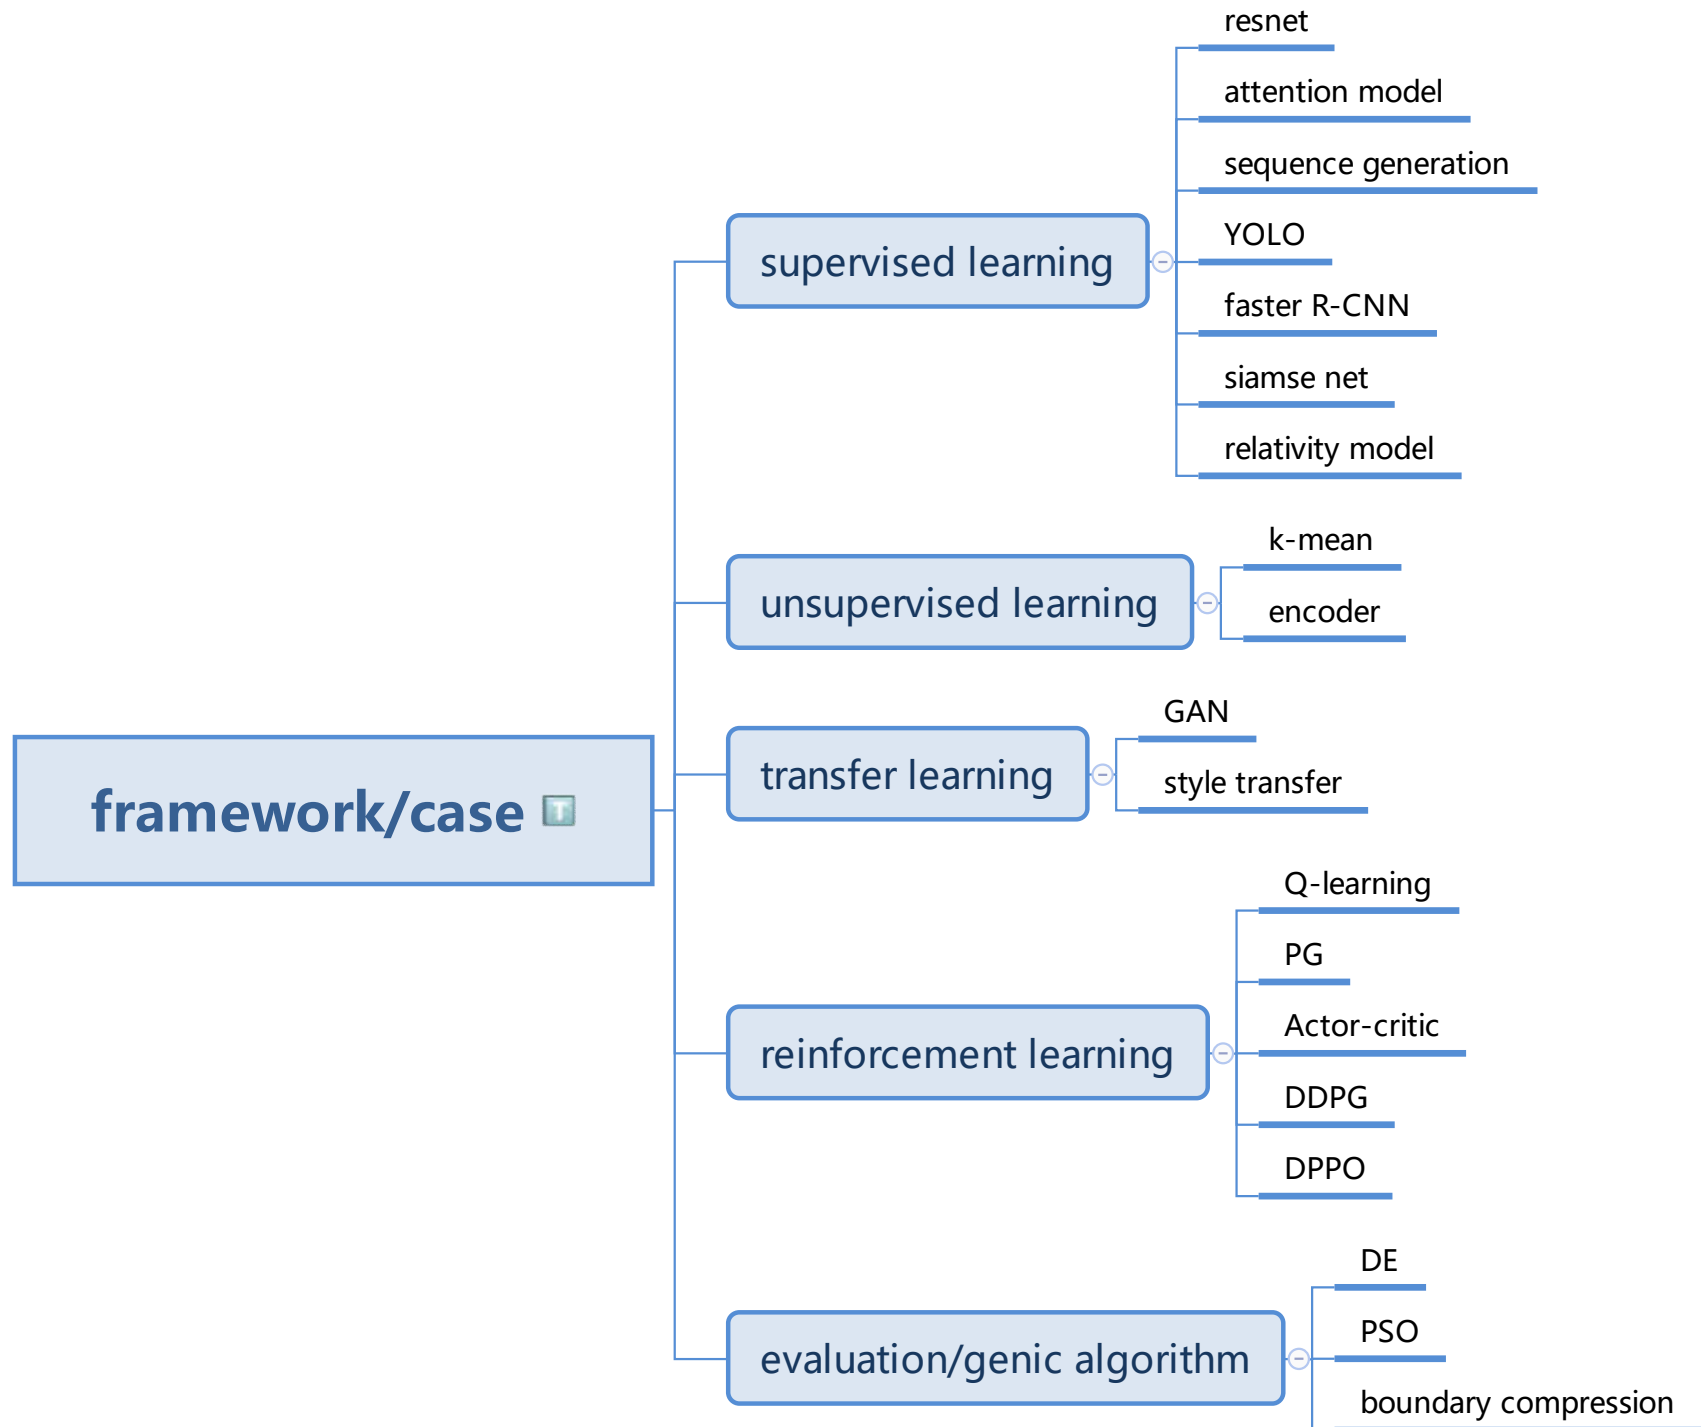 framework/case
supervised learning
resnet
attention model
sequence generation
YOLO
faster R-CNN
siamse net
relativity model
unsupervised learning
k-mean
encoder
transfer learning
GAN
style transfer
reinforcement learning
Q-learning
PG
Actor-critic
DDPG
DPPO
evaluation/genic algorithm
DE
PSO
boundary compression